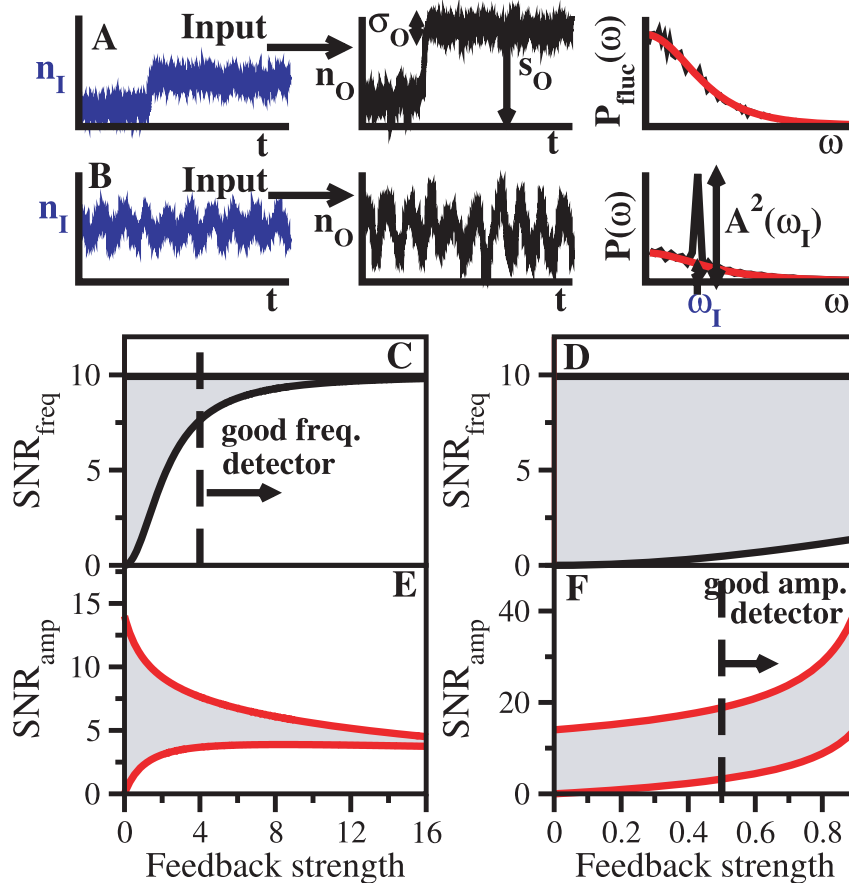 A
Input
n_I
t
σ_O
n_O
s_O
t
P_fluc(ω)
ω
B
Input
n_I
t
n_O
t
P(ω)
A²(ω_I)
ω_I
ω
C
SNR_freq
10
5
0
good freq.
detector
D
SNR_freq
10
5
0
E
SNR_amp
15
10
5
0
0 4 8 12 16
Feedback strength
F
good amp.
detector
SNR_amp
40
20
0
0 0.2 0.4 0.6 0.8
Feedback strength